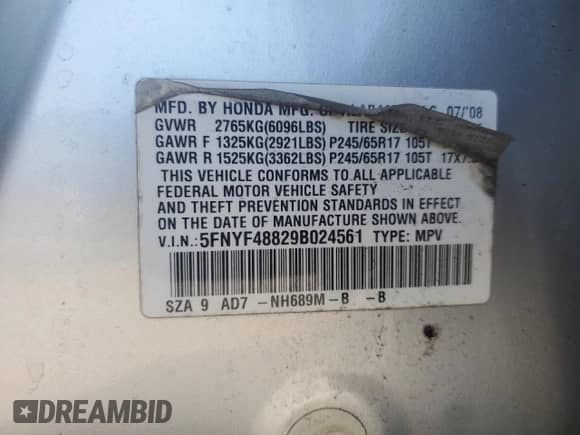 MFD. BY HONDA MFG. OF 07/'08
GVWR 2765KG(6096LBS) TIRE SIZE
GAWR F 1325KG(2921LBS) P245/65R17 105T
GAWR R 1525KG(3362LBS) P245/65R17 105T
THIS VEHICLE CONFORMS TO ALL APPLICABLE
FEDERAL MOTOR VEHICLE SAFETY
AND THEFT PREVENTION STANDARDS IN EFFECT
ON THE DATE OF MANUFACTURE SHOWN ABOVE.
V.I.N.:5FNYF48829B024561 TYPE: MPV
SZA 9 AD7 -NH689M-B -B
DREAMBID